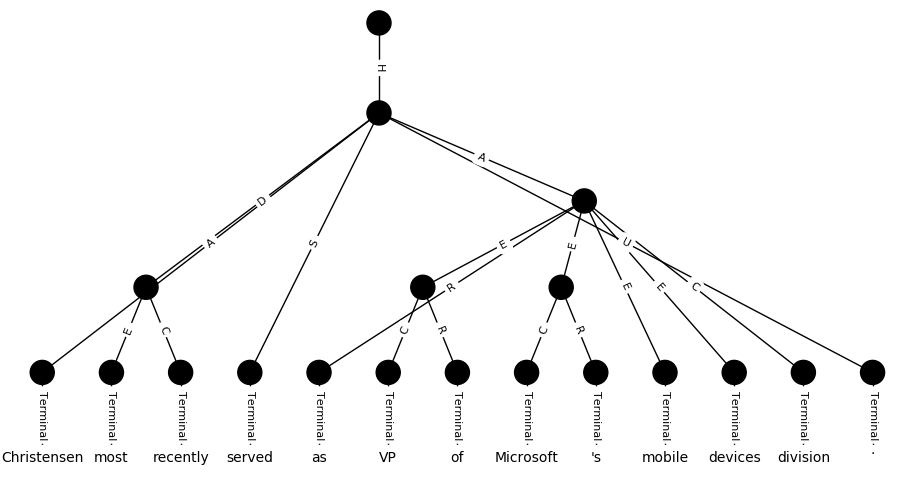 H
A
D
A
S
A
U
E
R
E
E
E
C
E
C
C
R
C
R
Terminal Terminal Terminal Terminal Terminal Terminal Terminal Terminal Terminal Terminal Terminal Terminal Terminal
Christensen most recently served as VP of Microsoft 's mobile devices division .